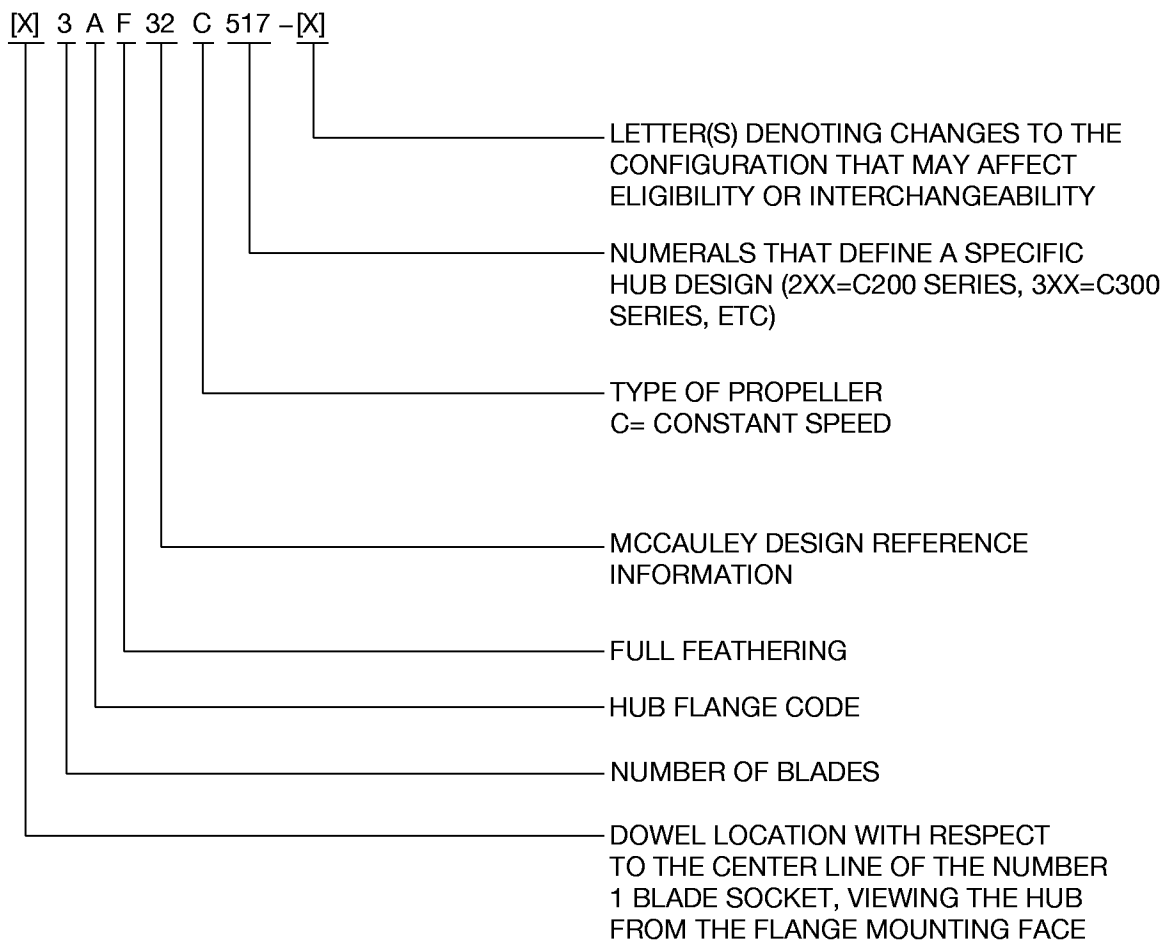 [X] 3 A F 32 C 517 –[X]
LETTER(S) DENOTING CHANGES TO THE
CONFIGURATION THAT MAY AFFECT
ELIGIBILITY OR INTERCHANGEABILITY
NUMERALS THAT DEFINE A SPECIFIC
HUB DESIGN (2XX=C200 SERIES, 3XX=C300
SERIES, ETC)
TYPE OF PROPELLER
C= CONSTANT SPEED
MCCAULEY DESIGN REFERENCE
INFORMATION
FULL FEATHERING
HUB FLANGE CODE
NUMBER OF BLADES
DOWEL LOCATION WITH RESPECT
TO THE CENTER LINE OF THE NUMBER
1 BLADE SOCKET, VIEWING THE HUB
FROM THE FLANGE MOUNTING FACE